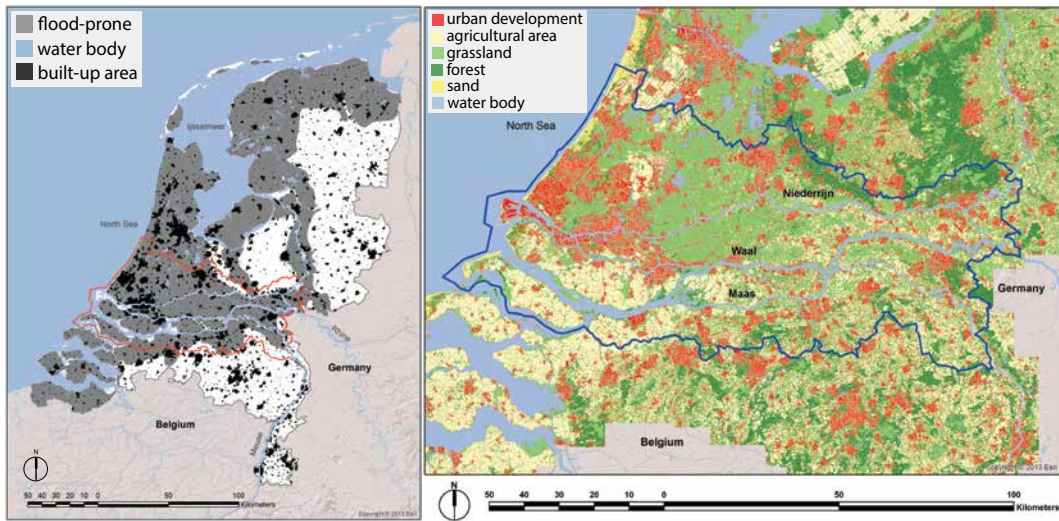 flood-prone
water body
built-up area
Ijsselmeer
North Sea
Rhine
Germany
Belgium
Meuse
N
50 40 30 20 10 0 50 100
Kilometers
Copyright © 2013 Esri
urban development
agricultural area
grassland
forest
sand
water body
North Sea
Niederrijn
Waal
Maas
Germany
Belgium
Copyright © 2013 Esri
N
50 40 30 20 10 0 50 100
Kilometers